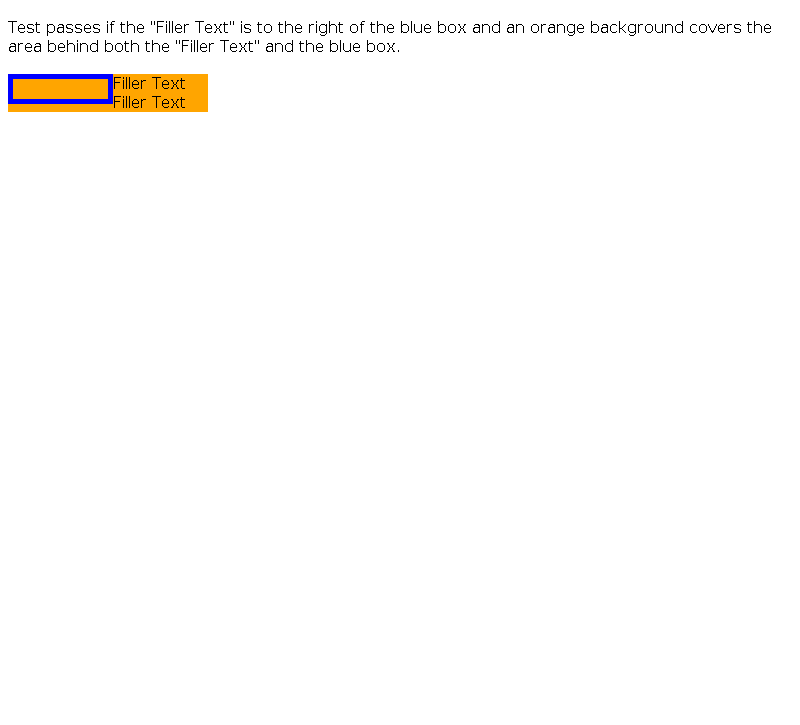 Test passes if the "Filler Text" is to the right of the blue box and an orange background covers the
area behind both the "Filler Text" and the blue box.
Filler Text
Filler Text